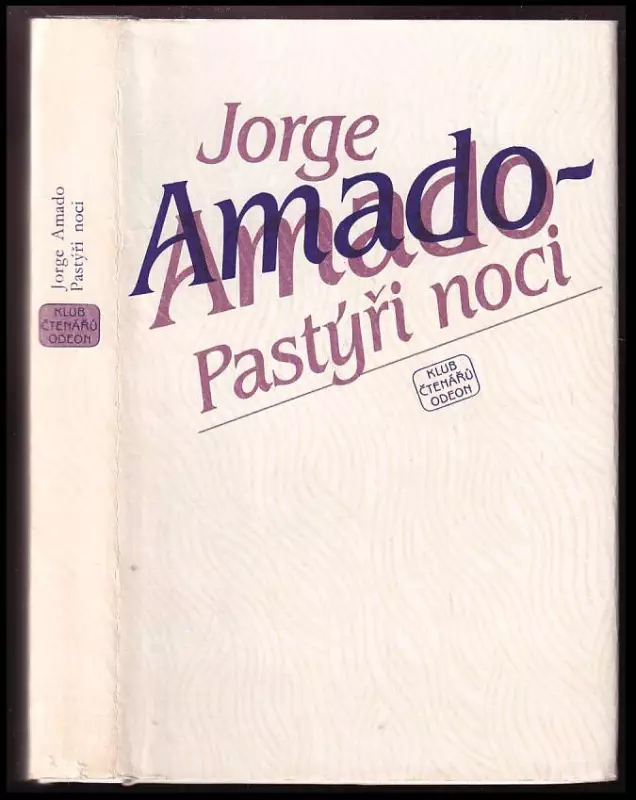 Jorge Amado
Pastýři noci
KLUB
ČTENÁŘŮ
ODEON
Jorge
Amado-
Amado
Pastýři noci
KLUB
ČTENÁŘŮ
ODEON